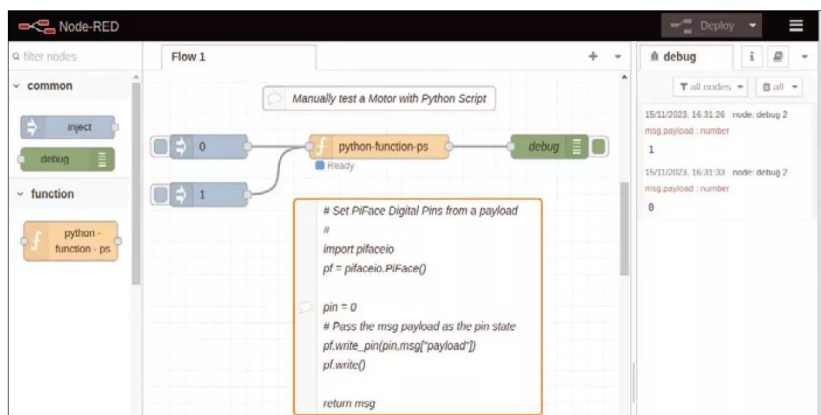 Node-RED
Deploy
filter nodes
Flow 1
debug
i
common
all nodes
all
inject
debug
Manually test a Motor with Python Script
0
python-function-ps
debug
Ready
1
function
python -
function - ps
# Set PiFace Digital Pins from a payload
#
import pifaceio
pf = pifaceio.PiFace()
pin = 0
# Pass the msg payload as the pin state
pf.write_pin(pin,msg["payload"])
pf.write()
return msg
15/11/2023, 16:31:26 node: debug 2
msg.payload : number
1
15/11/2023, 16:31:33 node: debug 2
msg.payload : number
0